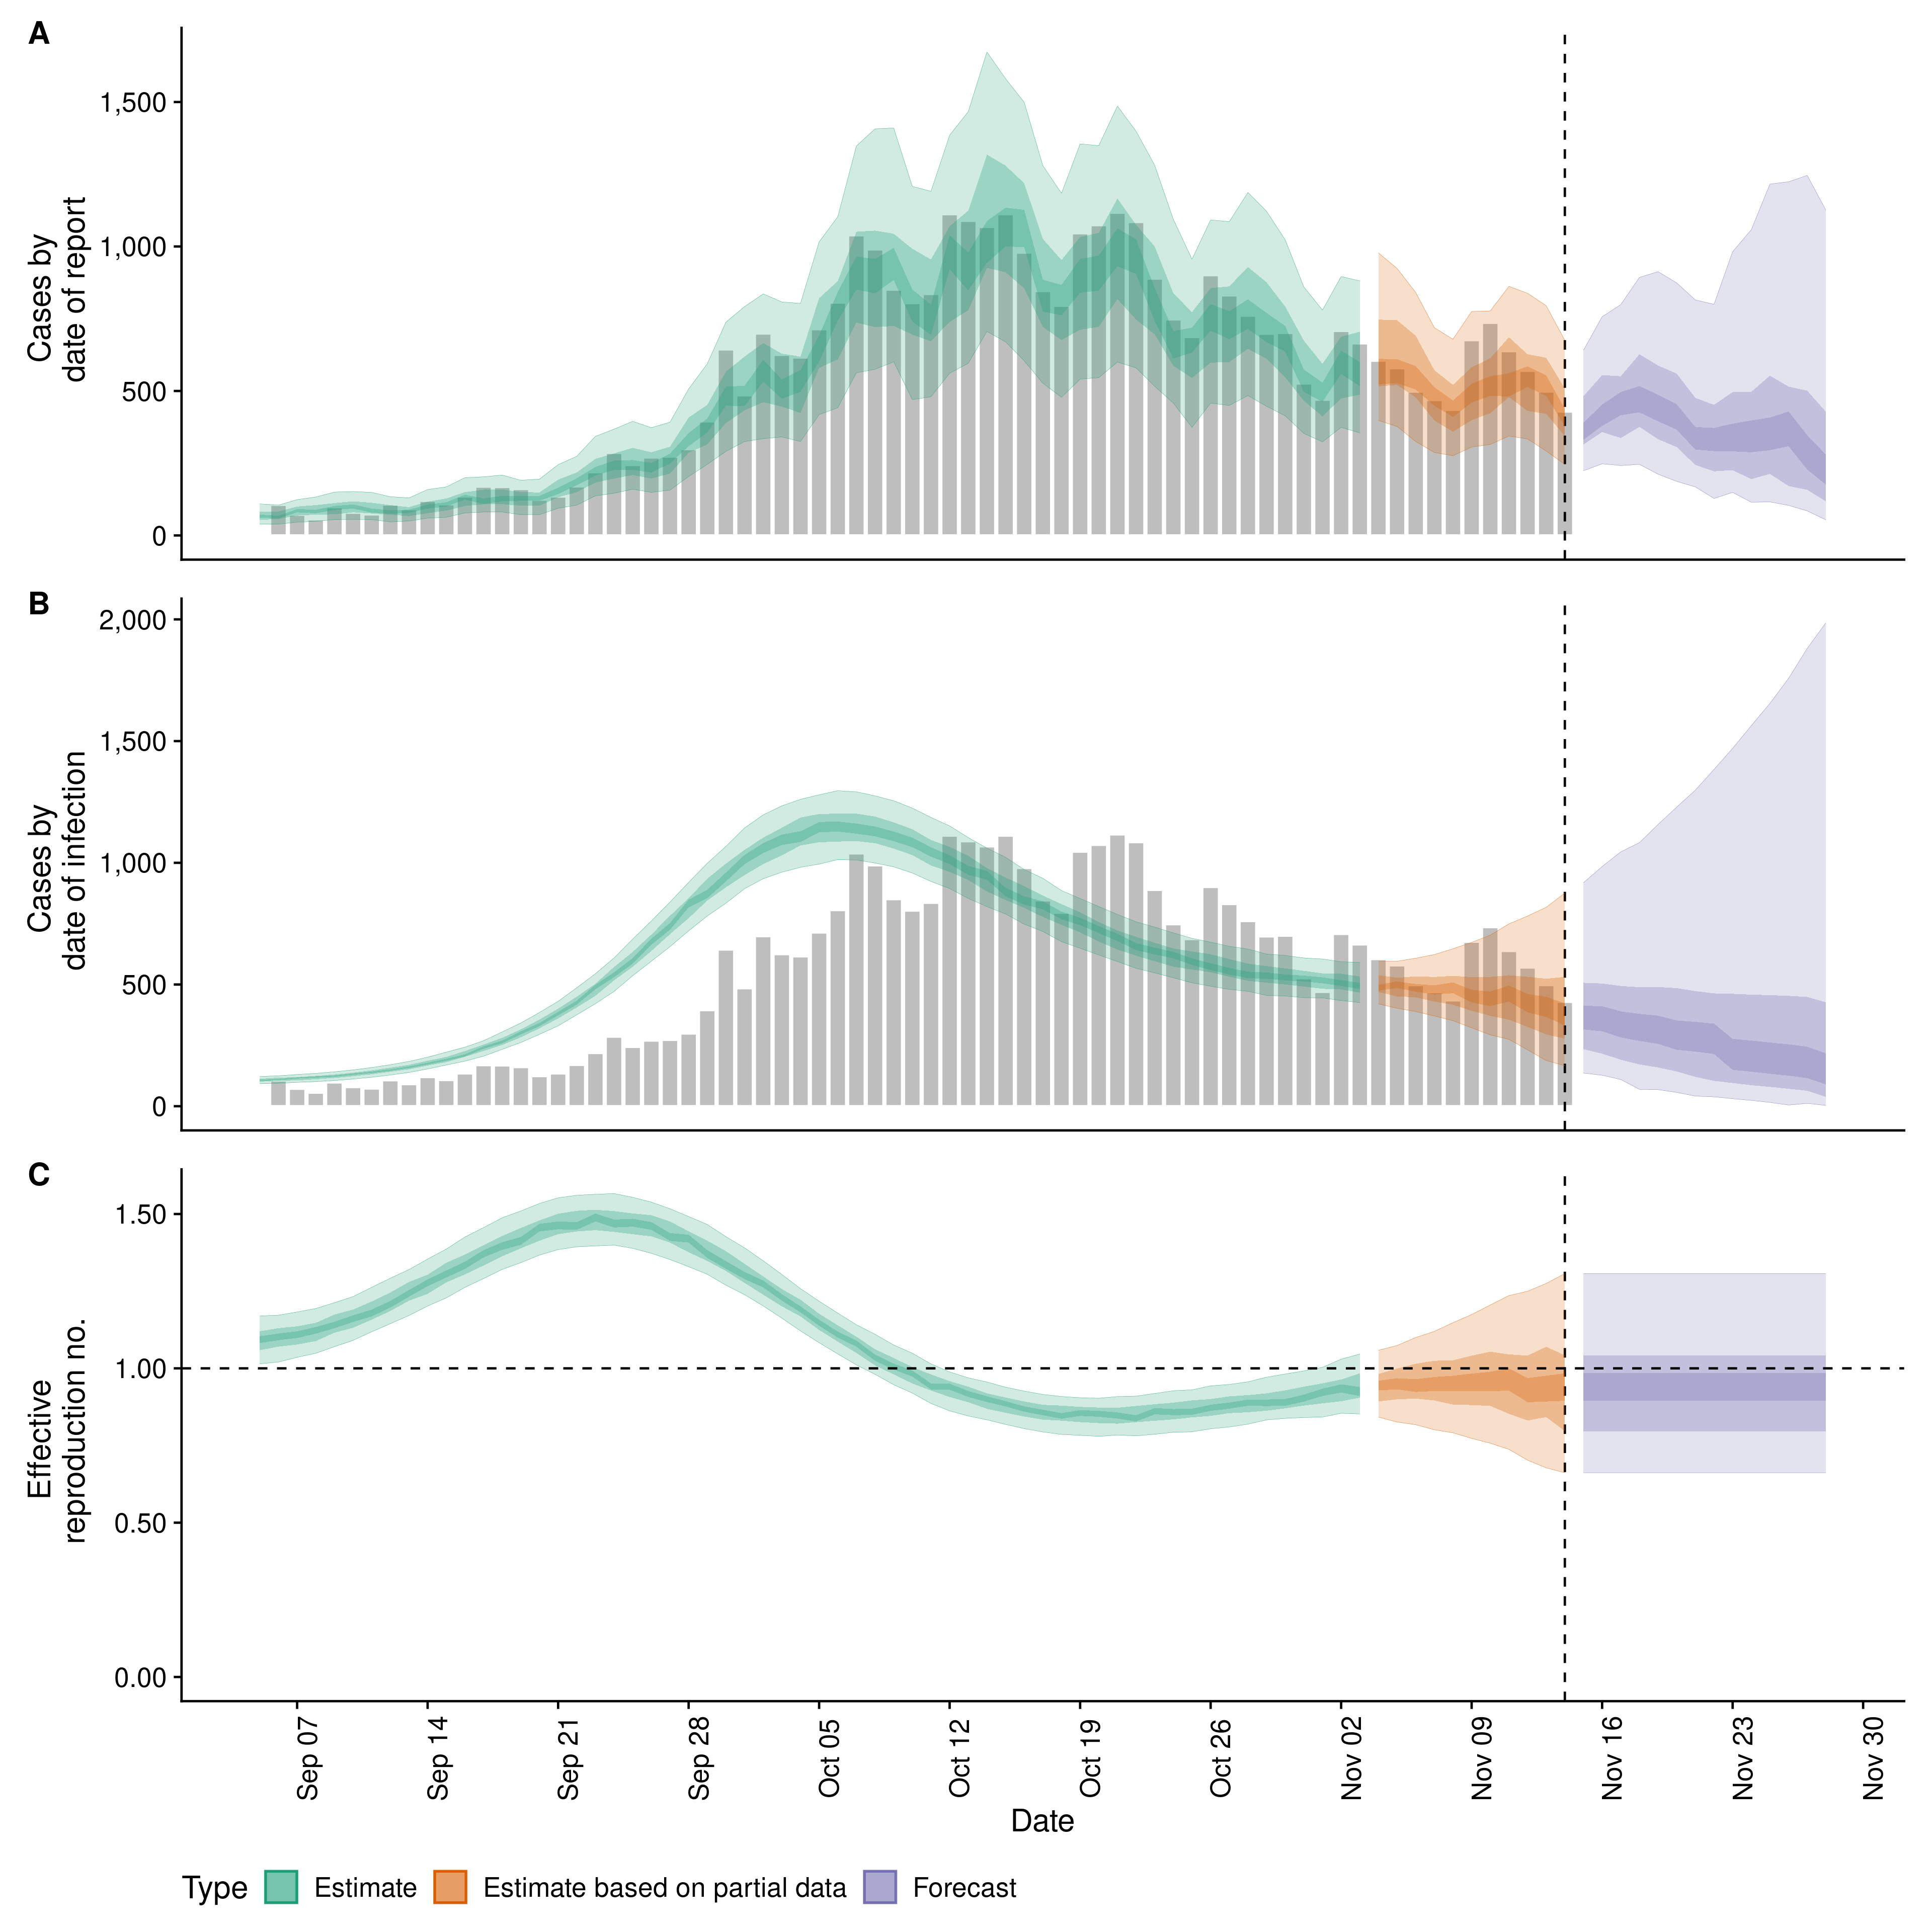 A
Cases by
date of report
1,500
1,000
500
0
B
Cases by
date of infection
2,000
1,500
1,000
500
0
C
Effective
reproduction no.
1.50
1.00
0.50
0.00
Sep 07
Sep 14
Sep 21
Sep 28
Oct 05
Oct 12
Oct 19
Oct 26
Nov 02
Nov 09
Nov 16
Nov 23
Nov 30
Date
Type Estimate Estimate based on partial data Forecast